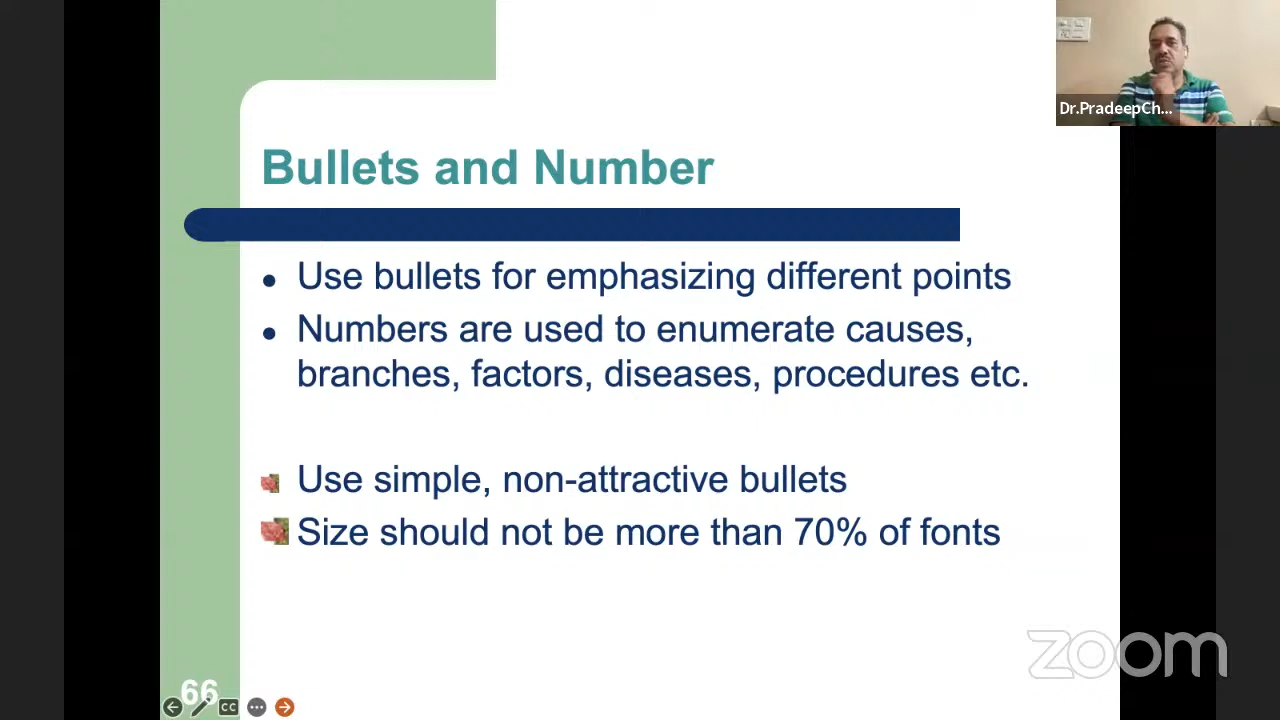 Dr.PradeepCh...
Bullets and Number
• Use bullets for emphasizing different points
• Numbers are used to enumerate causes,
branches, factors, diseases, procedures etc.
Use simple, non-attractive bullets
Size should not be more than 70% of fonts
zoom
66
CC